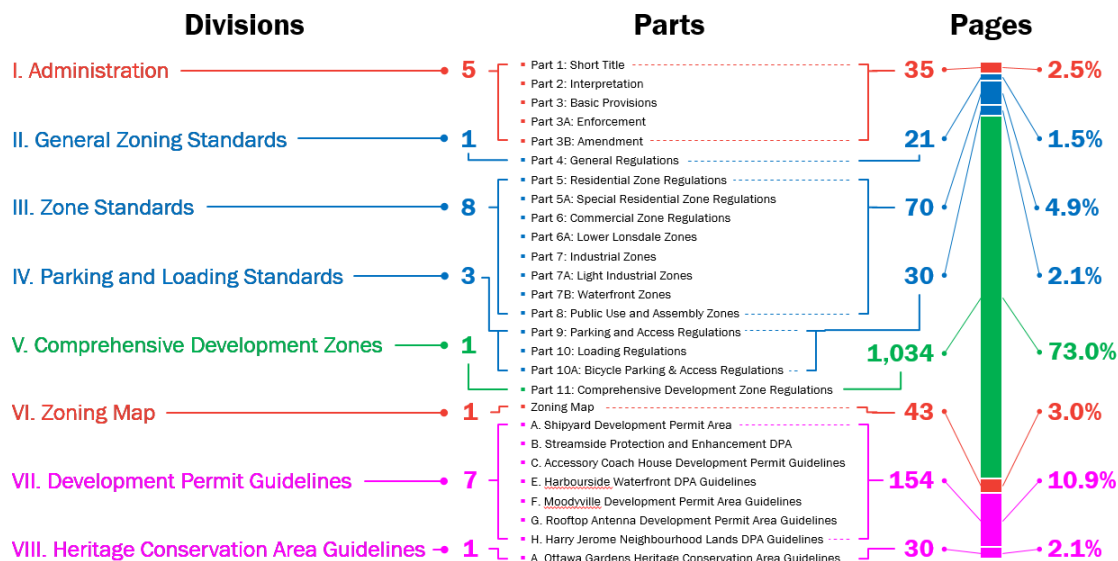 Divisions Parts Pages
I. Administration 5 Part 1: Short Title 35 2.5%
Part 2: Interpretation
Part 3: Basic Provisions
Part 3A: Enforcement
II. General Zoning Standards 1 Part 3B: Amendment 21 1.5%
Part 4: General Regulations
Part 5: Residential Zone Regulations
Part 5A: Special Residential Zone Regulations
III. Zone Standards 8 Part 6: Commercial Zone Regulations 70 4.9%
Part 6A: Lower Lonsdale Zones
Part 7: Industrial Zones
IV. Parking and Loading Standards 3 Part 7A: Light Industrial Zones 30 2.1%
Part 7B: Waterfront Zones
Part 8: Public Use and Assembly Zones
Part 9: Parking and Access Regulations
V. Comprehensive Development Zones 1 Part 10: Loading Regulations 1,034 73.0%
Part 10A: Bicycle Parking & Access Regulations
Part 11: Comprehensive Development Zone Regulations
VI. Zoning Map 1 Zoning Map 43 3.0%
A. Shipyard Development Permit Area
B. Streamside Protection and Enhancement DPA
C. Accessory Coach House Development Permit Guidelines
VII. Development Permit Guidelines 7 E. Harbourside Waterfront DPA Guidelines 154 10.9%
F. Moodyville Development Permit Area Guidelines
G. Rooftop Antenna Development Permit Area Guidelines
H. Harry Jerome Neighbourhood Lands DPA Guidelines
VIII. Heritage Conservation Area Guidelines 1 A. Ottawa Gardens Heritage Conservation Area Guidelines 30 2.1%